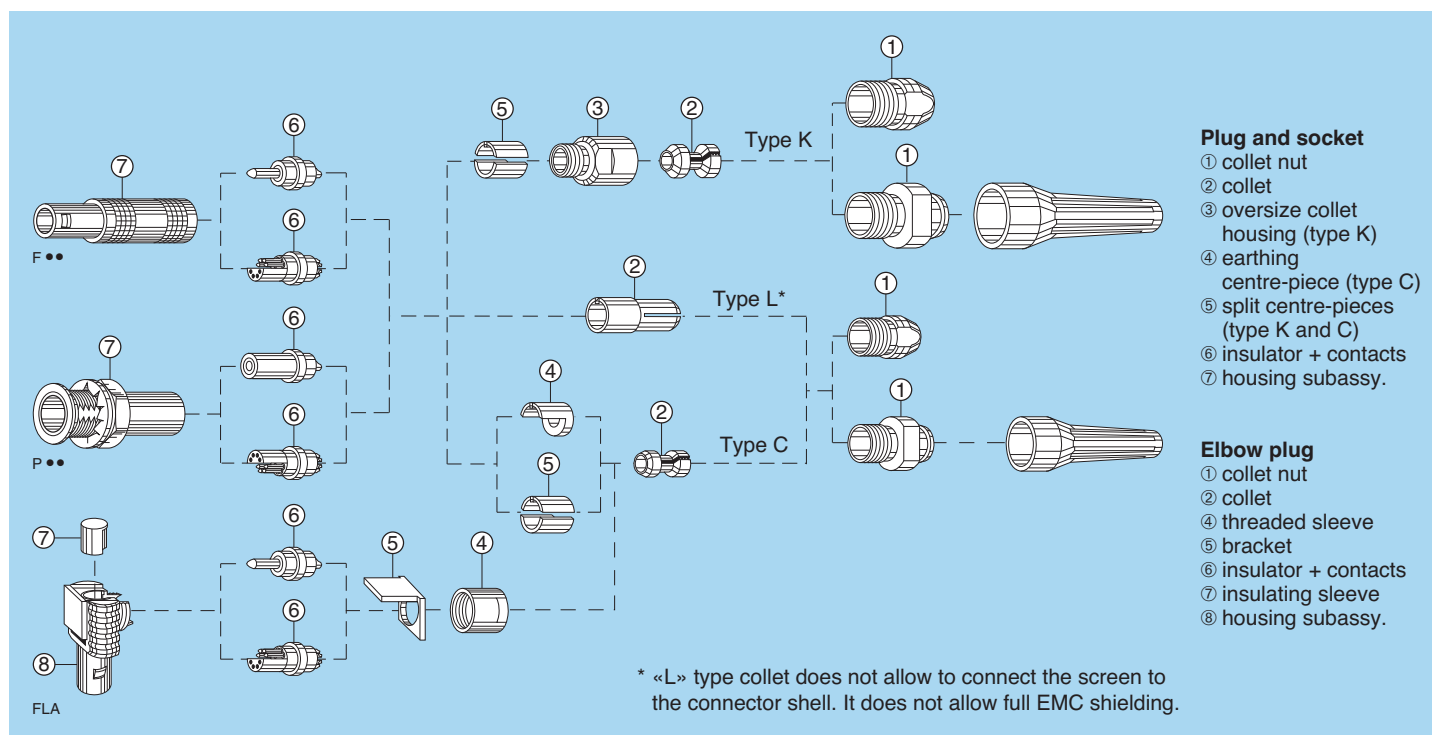 ① ① ⑤ ③ ② Type K
⑥ ① ⑦
⑥
F ●●
② Type L*
①
⑥ ⑦
④
⑥ ② ① Type C
P ●●
⑤
⑥
⑦ ⑤ ④
⑥
⑧
FLA
* «L» type collet does not allow to connect the screen to
the connector shell. It does not allow full EMC shielding.
Plug and socket
① collet nut
② collet
③ oversize collet
housing (type K)
④ earthing
centre-piece (type C)
⑤ split centre-pieces
(type K and C)
⑥ insulator + contacts
⑦ housing subassy.
Elbow plug
① collet nut
② collet
④ threaded sleeve
⑤ bracket
⑥ insulator + contacts
⑦ insulating sleeve
⑧ housing subassy.